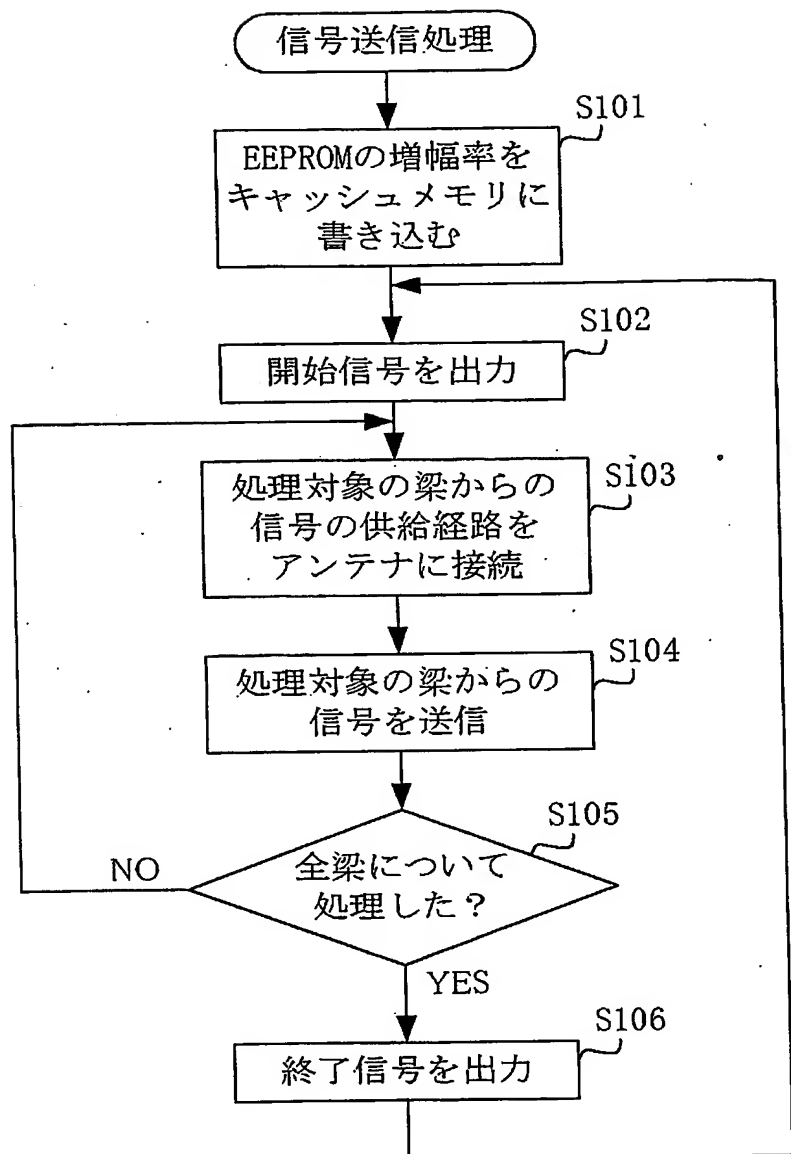 信号送信処理
S101
EEPROMの増幅率を
キャッシュメモリに
書き込む
S102
開始信号を出力
S103
処理対象の梁からの
信号の供給経路を
アンテナに接続
S104
処理対象の梁からの
信号を送信
S105
全梁について
処理した?
NO
YES
S106
終了信号を出力